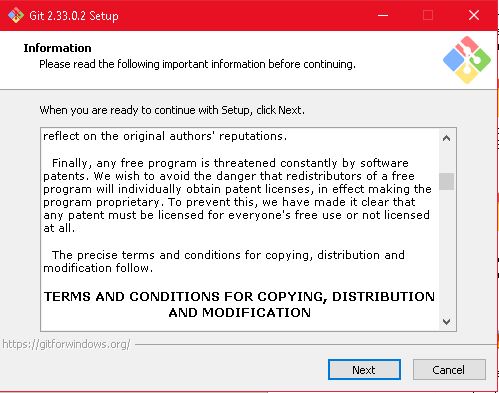 Git 2.33.0.2 Setup
Information
Please read the following important information before continuing.
When you are ready to continue with Setup, click Next.
reflect on the original authors' reputations.
Finally, any free program is threatened constantly by software
patents. We wish to avoid the danger that redistributors of a free
program will individually obtain patent licenses, in effect making the
program proprietary. To prevent this, we have made it clear that
any patent must be licensed for everyone's free use or not licensed
at all.
The precise terms and conditions for copying, distribution and
modification follow.
TERMS AND CONDITIONS FOR COPYING, DISTRIBUTION
AND MODIFICATION
https://gitforwindows.org/
Next
Cancel